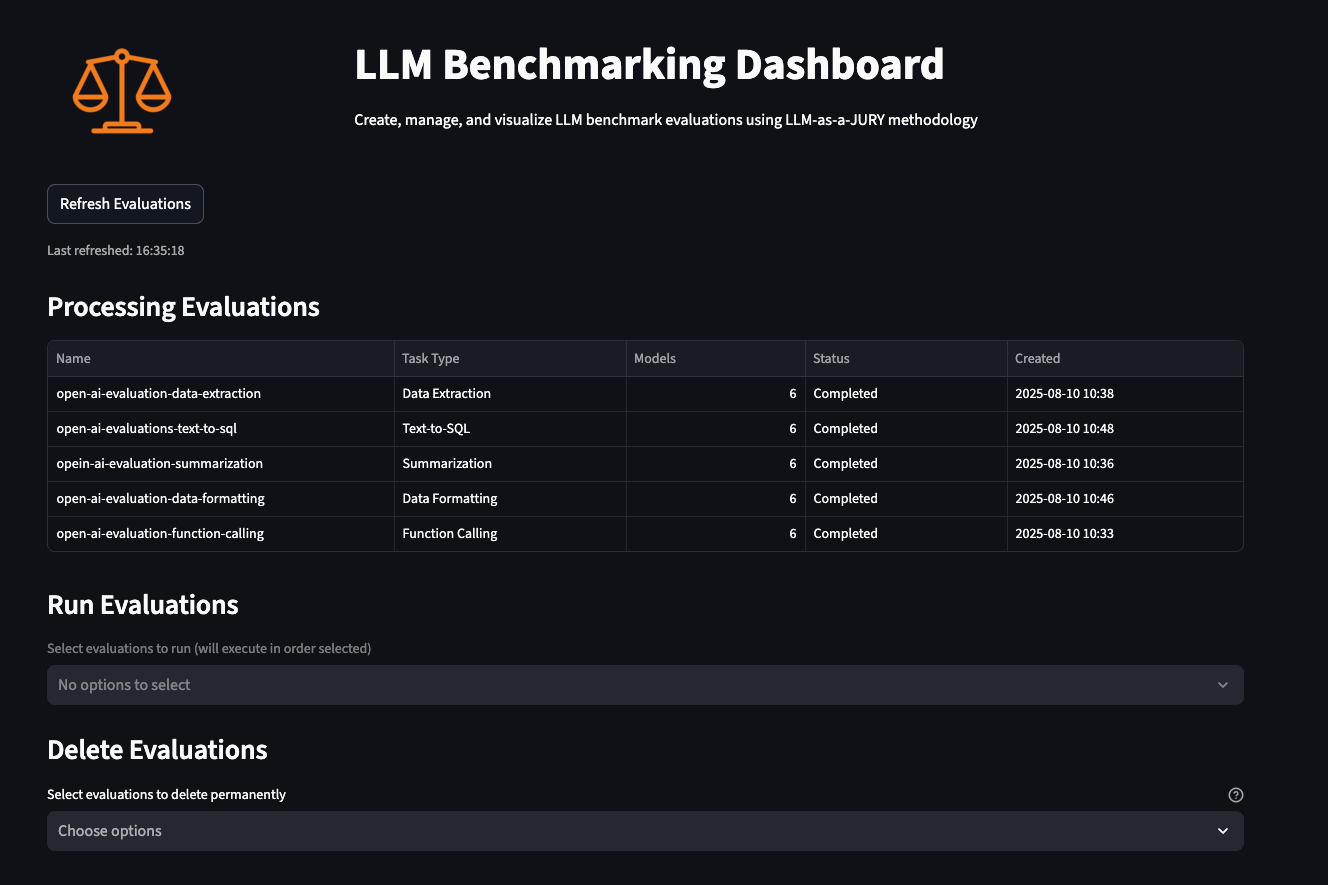 LLM Benchmarking Dashboard
Create, manage, and visualize LLM benchmark evaluations using LLM-as-a-JURY methodology
Refresh Evaluations
Last refreshed: 16:35:18
Processing Evaluations
Name Task Type Models Status Created
open-ai-evaluation-data-extraction Data Extraction 6 Completed 2025-08-10 10:38
open-ai-evaluations-text-to-sql Text-to-SQL 6 Completed 2025-08-10 10:48
opein-ai-evaluation-summarization Summarization 6 Completed 2025-08-10 10:36
open-ai-evaluation-data-formatting Data Formatting 6 Completed 2025-08-10 10:46
open-ai-evaluation-function-calling Function Calling 6 Completed 2025-08-10 10:33
Run Evaluations
Select evaluations to run (will execute in order selected)
No options to select
Delete Evaluations
Select evaluations to delete permanently
Choose options